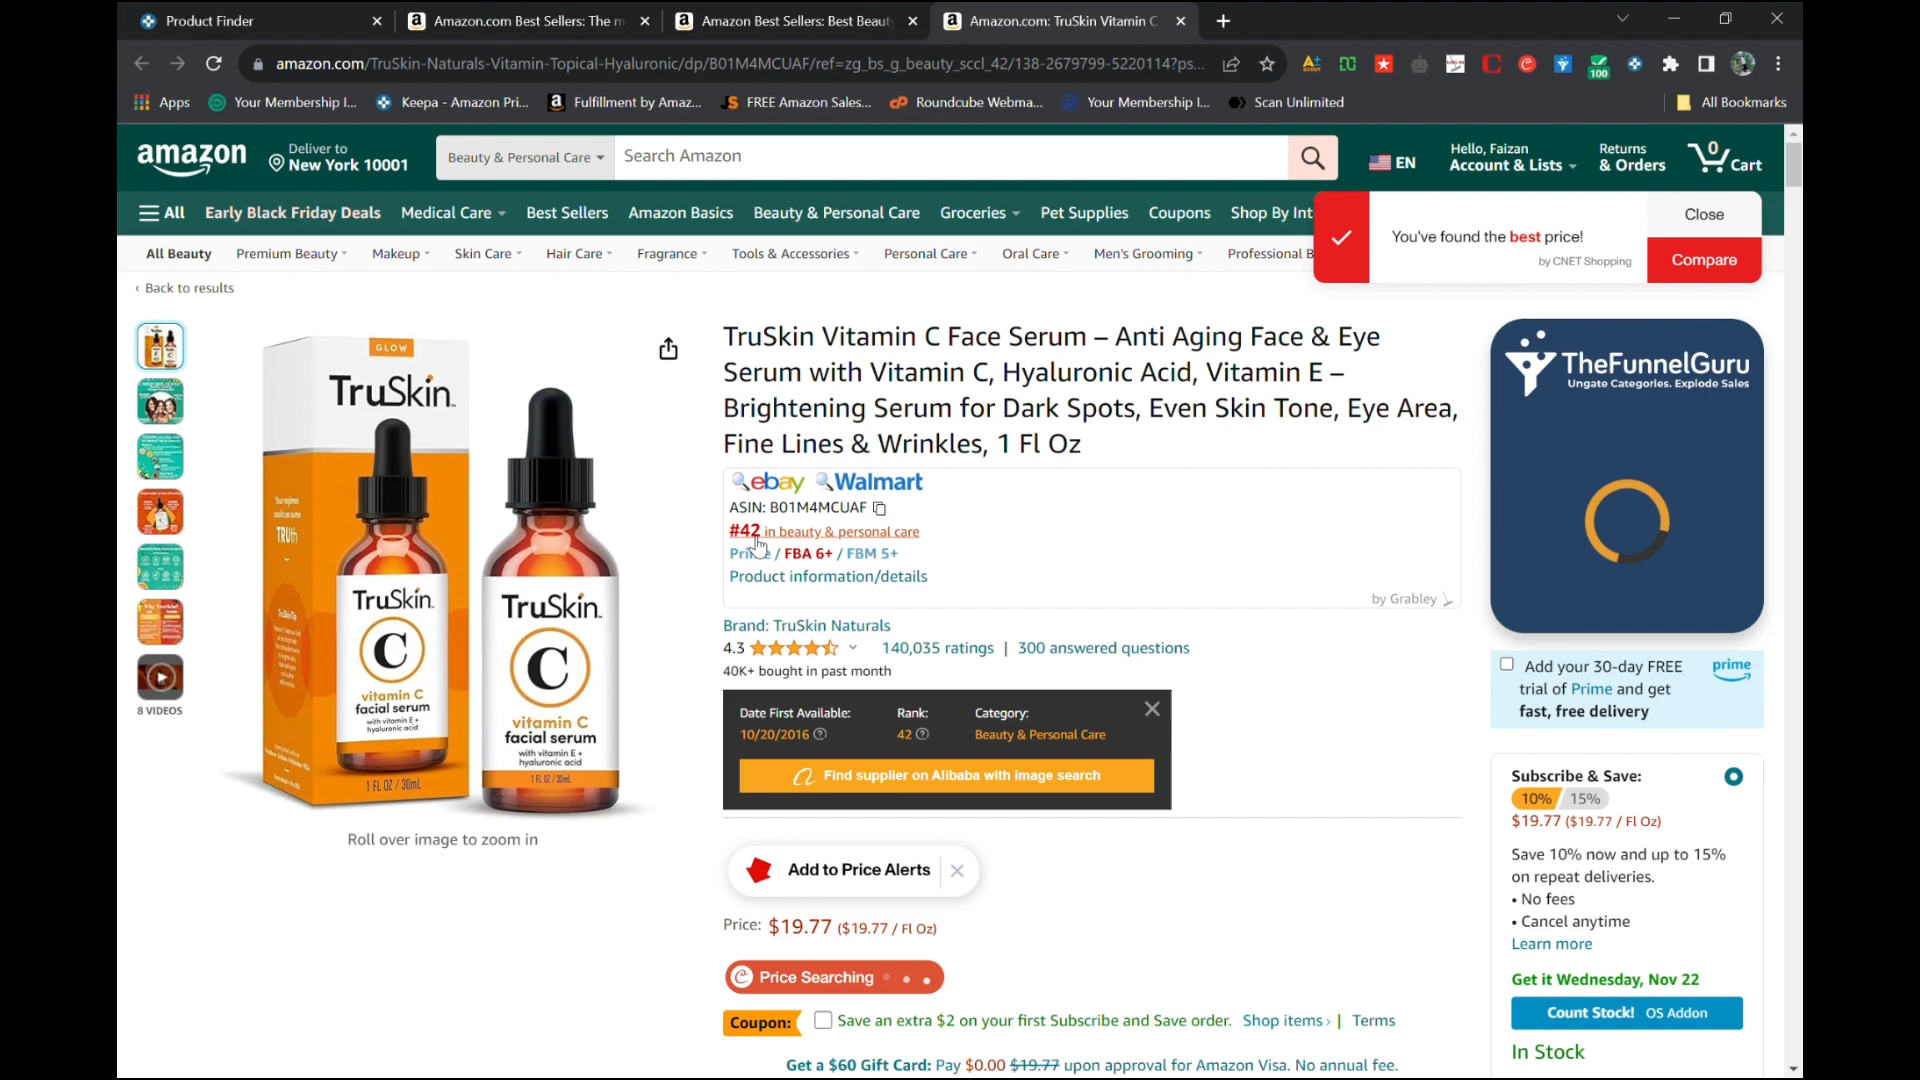 Product Finder
Amazon.com Best Sellers: The m
Amazon Best Sellers: Best Beaut
Amazon.com: TruSkin Vitamin C
amazon.com/TruSkin-Naturals-Vitamin-Topical-Hyaluronic/dp/B01M4MCUAF/ref=zg_bs_g_beauty_sccl_42/138-2679799-5220114?ps...
100
Apps
Your Membership I...
Keepa - Amazon Pri...
Fulfillment by Amaz...
FREE Amazon Sales...
Roundcube Webma...
Your Membership I...
Scan Unlimited
All Bookmarks
amazon
Deliver to
New York 10001
Beauty & Personal Care
Search Amazon
EN
Hello, Faizan
Account & Lists
Returns
& Orders
0
Cart
All
Early Black Friday Deals
Medical Care
Best Sellers
Amazon Basics
Beauty & Personal Care
Groceries
Pet Supplies
Coupons
Shop By Int
You've found the best price!
by CNET Shopping
Close
Compare
All Beauty
Premium Beauty
Makeup
Skin Care
Hair Care
Fragrance
Tools & Accessories
Personal Care
Oral Care
Men's Grooming
Professional B
‹ Back to results
8 VIDEOS
GLOW
TruSkin
Your regimen
could use some
TRUth
TruSkin
C
vitamin C
facial serum
with vitamin E +
hyaluronic acid
1 FL OZ / 30mL
TruSkin
C
vitamin C
facial serum
with vitamin E +
hyaluronic acid
1 FL OZ / 30mL
Roll over image to zoom in
TruSkin Vitamin C Face Serum – Anti Aging Face & Eye
Serum with Vitamin C, Hyaluronic Acid, Vitamin E –
Brightening Serum for Dark Spots, Even Skin Tone, Eye Area,
Fine Lines & Wrinkles, 1 Fl Oz
ebay Walmart
ASIN: B01M4MCUAF
#42 in beauty & personal care
Prime / FBA 6+ / FBM 5+
Product information/details
by Grabley
Brand: TruSkin Naturals
4.3 140,035 ratings | 300 answered questions
40K+ bought in past month
Date First Available:
10/20/2016
Rank:
42
Category:
Beauty & Personal Care
Find supplier on Alibaba with image search
Add to Price Alerts
Price: $19.77 ($19.77 / Fl Oz)
Price Searching
Coupon: Save an extra $2 on your first Subscribe and Save order. Shop items › | Terms
Get a $60 Gift Card: Pay $0.00 $19.77 upon approval for Amazon Visa. No annual fee.
TheFunnelGuru
Ungate Categories. Explode Sales
Add your 30-day FREE
trial of Prime and get
fast, free delivery
prime
Subscribe & Save:
10% 15%
$19.77 ($19.77 / Fl Oz)
Save 10% now and up to 15%
on repeat deliveries.
• No fees
• Cancel anytime
Learn more
Get it Wednesday, Nov 22
Count Stock! OS Addon
In Stock